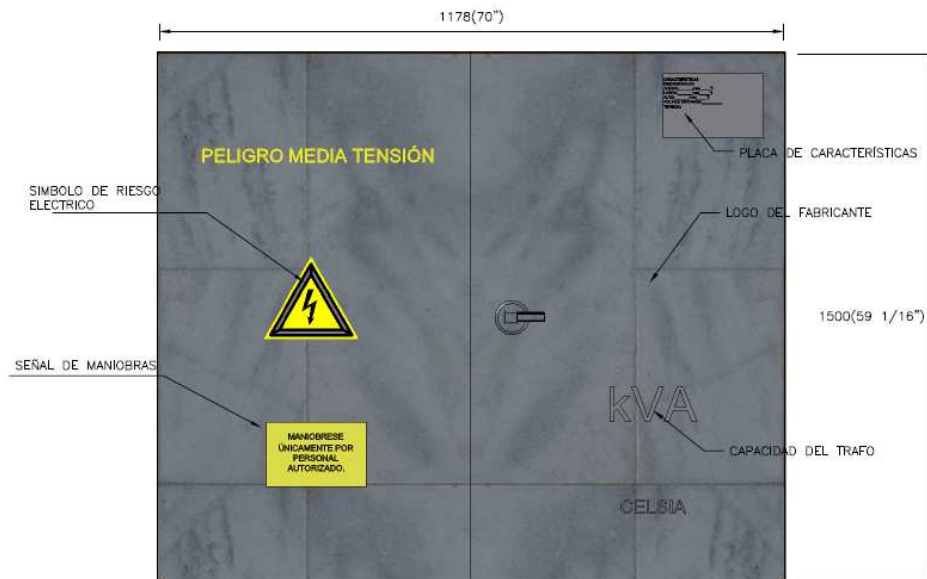 1178(70")
CARACTERÍSTICAS
PELIGRO MEDIA TENSIÓN
PLACA DE CARACTERÍSTICAS
SIMBOLO DE RIESGO
ELECTRICO
LOGO DEL FABRICANTE
1500(59 1/16")
SEÑAL DE MANIOBRAS
kVA
MANIOBRESE
ÚNICAMENTE POR
PERSONAL
AUTORIZADO.
CAPACIDAD DEL TRAFO
CELSIA